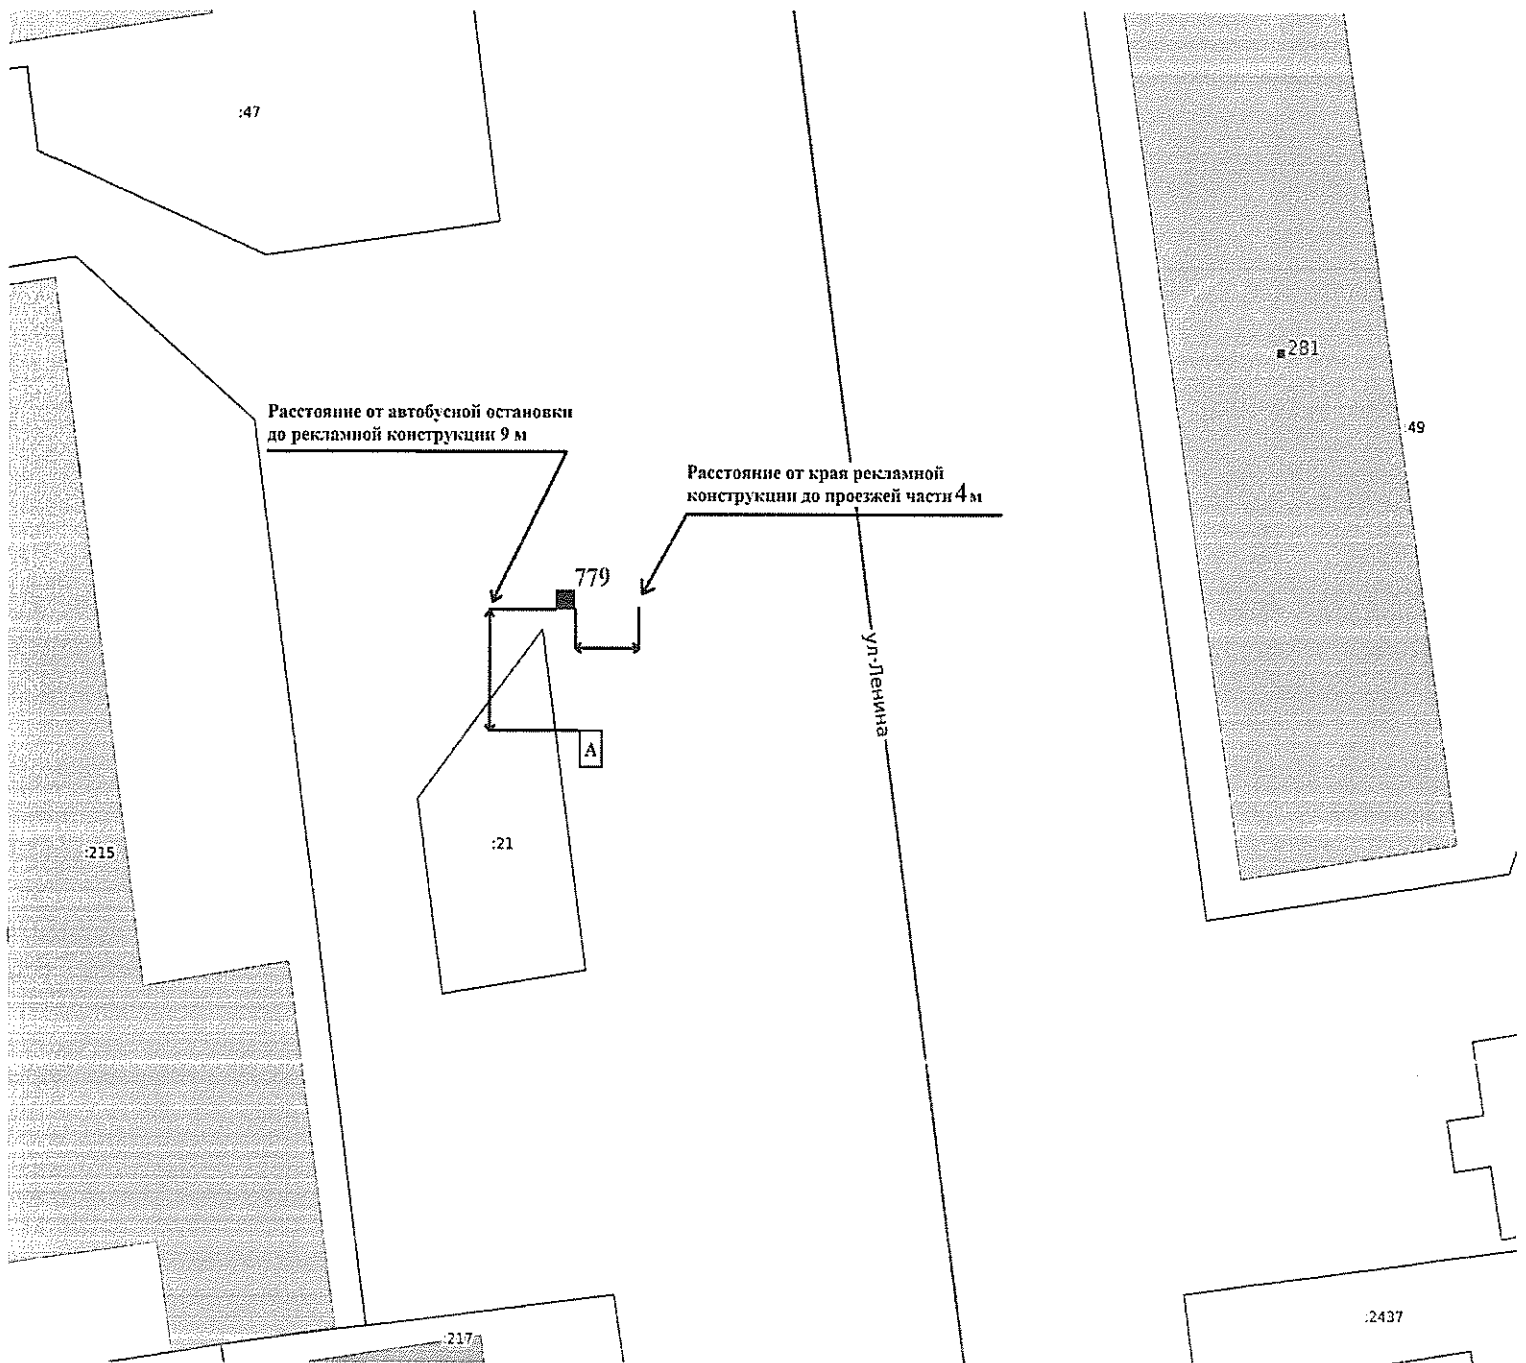 :47
281
:49
Расстояние от автобусной остановки
до рекламной конструкции 9 м
Расстояние от края рекламной
конструкции до проезжей части 4 м
779
ул·Ленина
А
:21
:215
:2437
:217